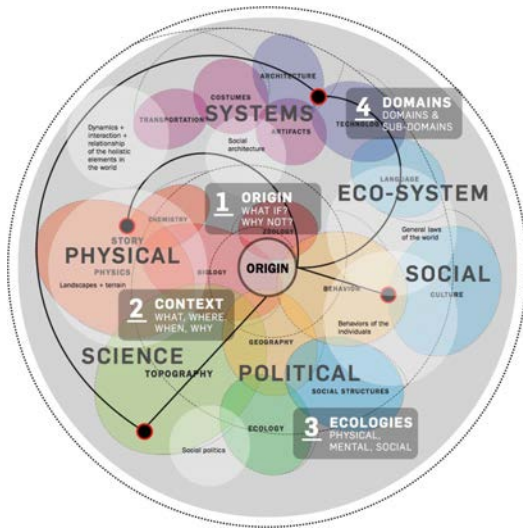 ARCHITECTURE
COSTUMES
SYSTEMS
TRANSPORTATION
ARTIFACTS
TECHNOLOGY
4 DOMAINS
DOMAINS &
SUB-DOMAINS
Dynamics +
interaction +
relationship of
the holistic
elements in
the world
Social
architecture
LANGUAGE
ECO-SYSTEM
1 ORIGIN
WHAT IF?
WHY NOT?
CHEMISTRY
ZOOLOGY
STORY
PHYSICAL
PHYSICS
Landscapes + terrain
BIOLOGY
ORIGIN
General laws
of the world
SOCIAL
CULTURE
BEHAVIOR
Behaviors of the
individuals
2 CONTEXT
WHAT, WHERE,
WHEN, WHY
GEOGRAPHY
SCIENCE
TOPOGRAPHY
POLITICAL
SOCIAL STRUCTURES
3 ECOLOGIES
PHYSICAL,
MENTAL, SOCIAL
ECOLOGY
Social politics